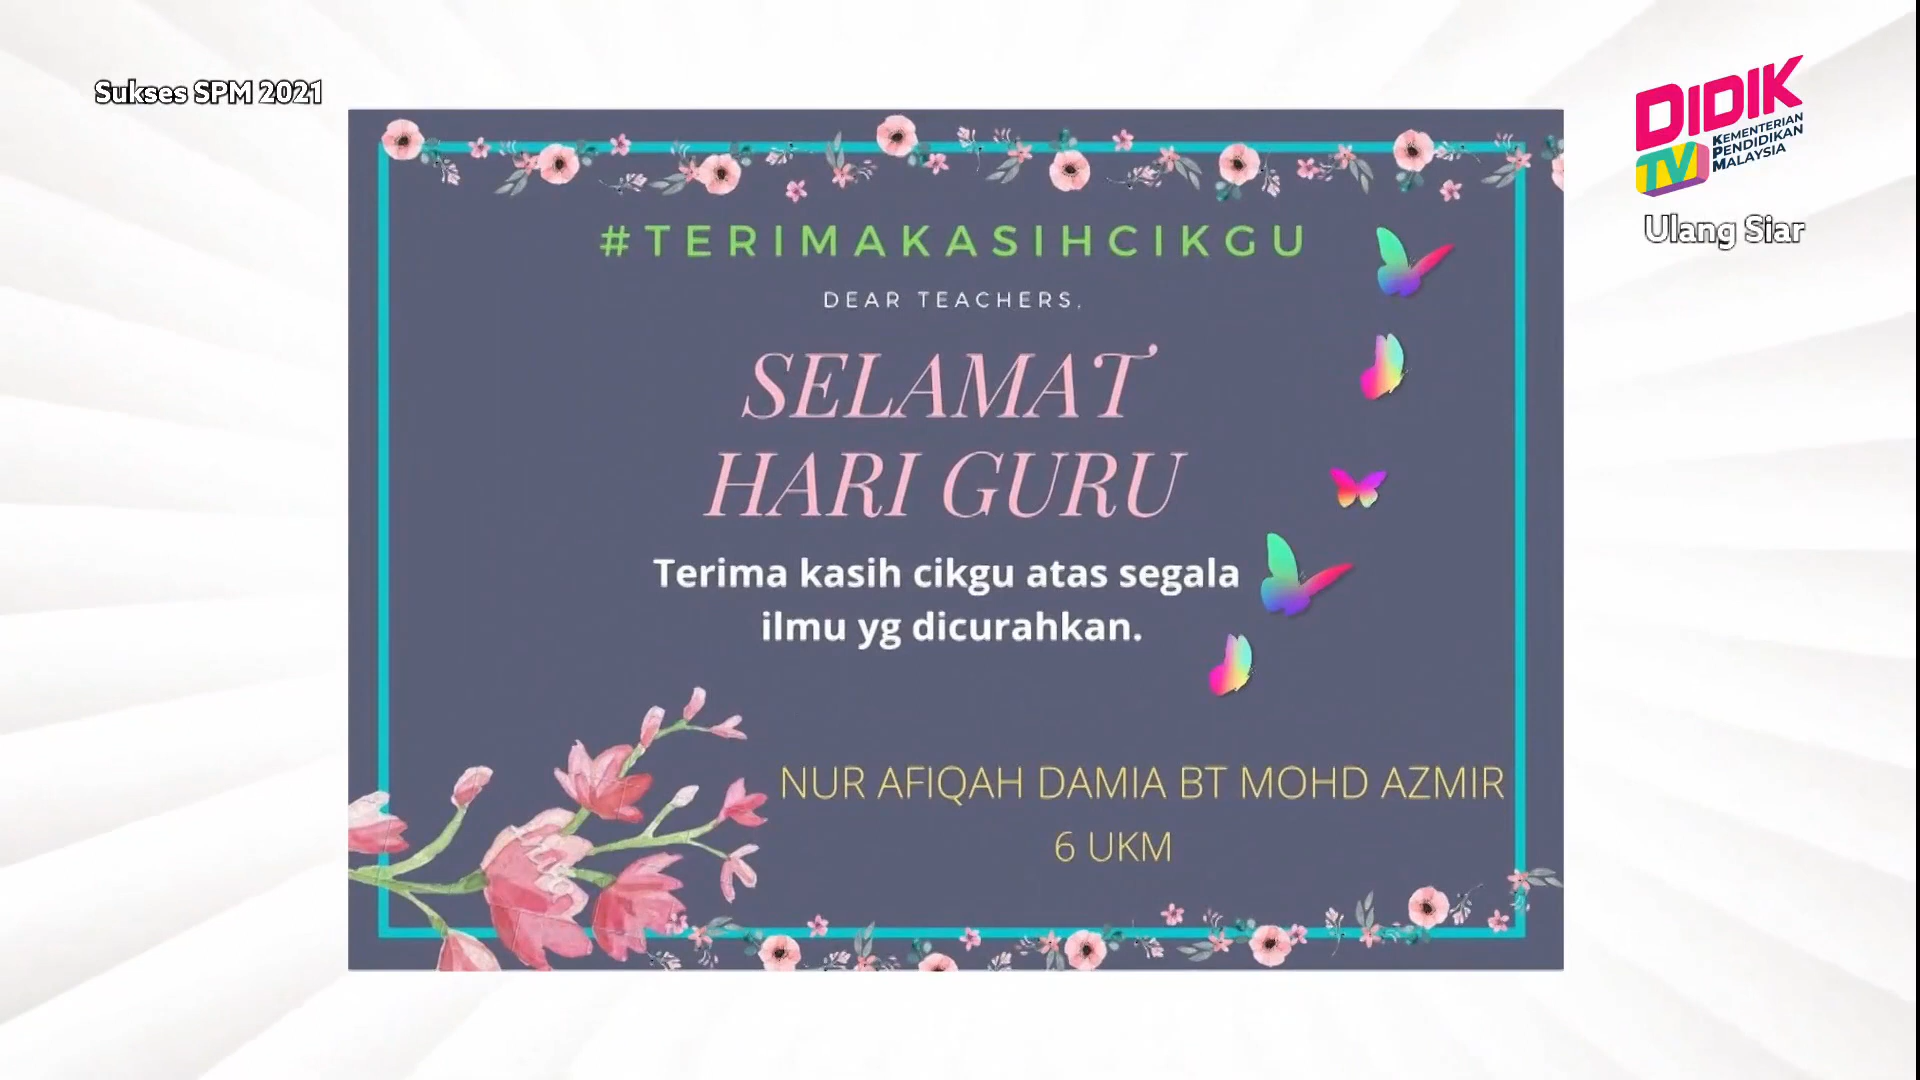 Sukses SPM 2021
DIDIK
TV
KEMENTERIAN
PENDIDIKAN
MALAYSIA
Ulang Siar
#TERIMAKASIHCIKGU
DEAR TEACHERS,
SELAMAT
HARI GURU
Terima kasih cikgu atas segala
ilmu yg dicurahkan.
NUR AFIQAH DAMIA BT MOHD AZMIR
6 UKM